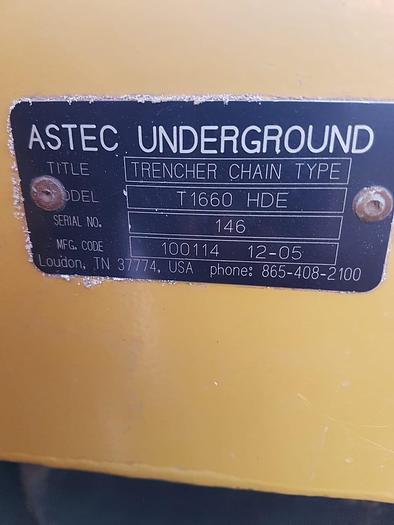 ASTEC UNDERGROUND
TITLE TRENCHER CHAIN TYPE
ODEL T1660 HDE
SERIAL NO. 146
MFG. CODE 100114 12-05
Loudon, TN 37774, USA phone: 865-408-2100